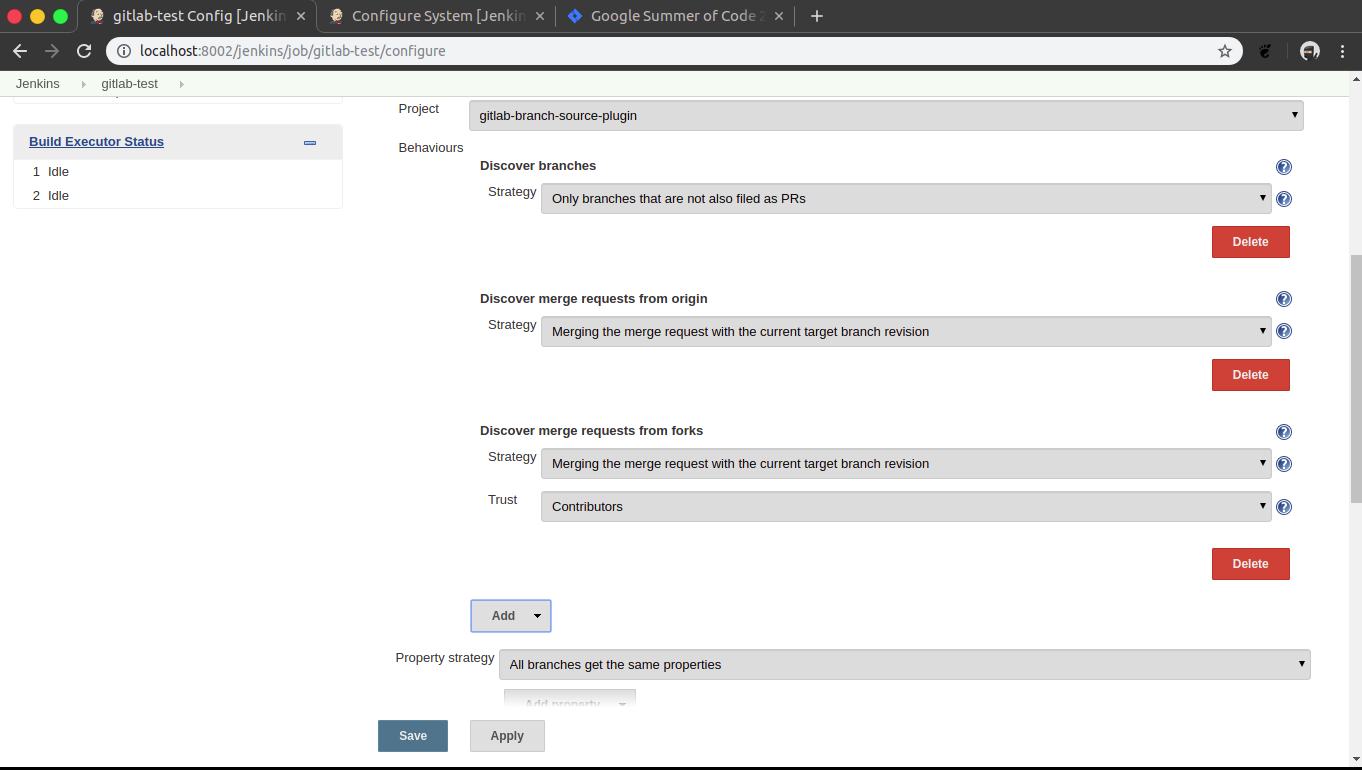 gitlab-test Config [Jenkin
Configure System [Jenkin
Google Summer of Code 2
localhost:8002/jenkins/job/gitlab-test/configure
Jenkins
gitlab-test
Project
gitlab-branch-source-plugin
Build Executor Status
Behaviours
Discover branches
1 Idle
Strategy
Only branches that are not also filed as PRs
2 Idle
Delete
Discover merge requests from origin
Strategy
Merging the merge request with the current target branch revision
Delete
Discover merge requests from forks
Strategy
Merging the merge request with the current target branch revision
Trust
Contributors
Delete
Add
Property strategy
All branches get the same properties
Add property
Save
Apply